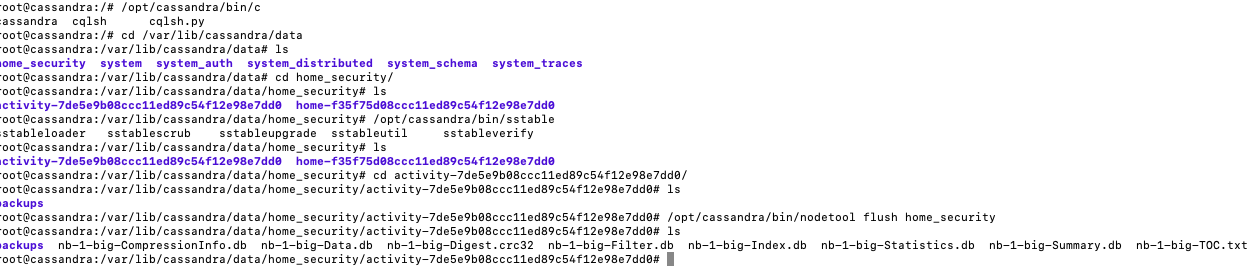 root@cassandra:/# /opt/cassandra/bin/c
cassandra  cqlsh      cqlsh.py
root@cassandra:/# cd /var/lib/cassandra/data
root@cassandra:/var/lib/cassandra/data# ls
home_security  system  system_auth  system_distributed  system_schema  system_traces
root@cassandra:/var/lib/cassandra/data# cd home_security/
root@cassandra:/var/lib/cassandra/data/home_security# ls
activity-7de5e9b08ccc11ed89c54f12e98e7dd0  home-f35f75d08ccc11ed89c54f12e98e7dd0
root@cassandra:/var/lib/cassandra/data/home_security# /opt/cassandra/bin/sstable
sstableloader   sstablescrub    sstableupgrade  sstableutil     sstableverify
root@cassandra:/var/lib/cassandra/data/home_security# ls
activity-7de5e9b08ccc11ed89c54f12e98e7dd0  home-f35f75d08ccc11ed89c54f12e98e7dd0
root@cassandra:/var/lib/cassandra/data/home_security# cd activity-7de5e9b08ccc11ed89c54f12e98e7dd0/
root@cassandra:/var/lib/cassandra/data/home_security/activity-7de5e9b08ccc11ed89c54f12e98e7dd0# ls
backups
root@cassandra:/var/lib/cassandra/data/home_security/activity-7de5e9b08ccc11ed89c54f12e98e7dd0# /opt/cassandra/bin/nodetool flush home_security
root@cassandra:/var/lib/cassandra/data/home_security/activity-7de5e9b08ccc11ed89c54f12e98e7dd0# ls
backups  nb-1-big-CompressionInfo.db  nb-1-big-Data.db  nb-1-big-Digest.crc32  nb-1-big-Filter.db  nb-1-big-Index.db  nb-1-big-Statistics.db  nb-1-big-Summary.db  nb-1-big-TOC.txt
root@cassandra:/var/lib/cassandra/data/home_security/activity-7de5e9b08ccc11ed89c54f12e98e7dd0#